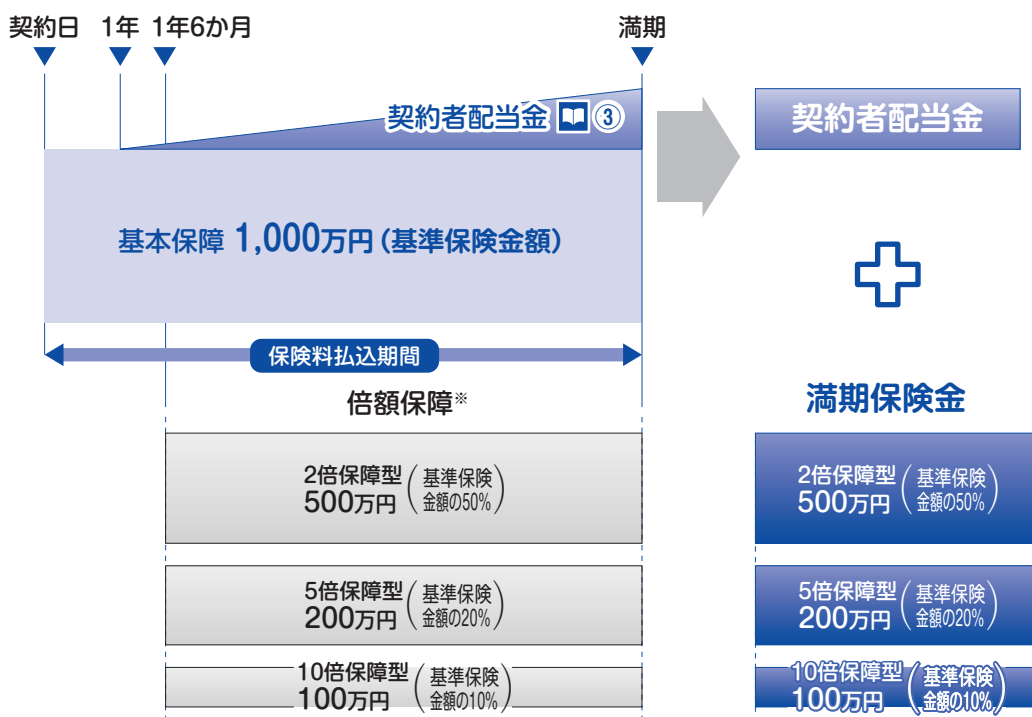 契約日 1年 1年6か月 満期
契約者配当金 ③
契約者配当金
基本保障 1,000万円(基準保険金額)
保険料払込期間
倍額保障※
満期保険金
2倍保障型
500万円
(基準保険
金額の50%)
2倍保障型
500万円
(基準保険
金額の50%)
5倍保障型
200万円
(基準保険
金額の20%)
5倍保障型
200万円
(基準保険
金額の20%)
10倍保障型
100万円
(基準保険
金額の10%)
10倍保障型
100万円
(基準保険
金額の10%)